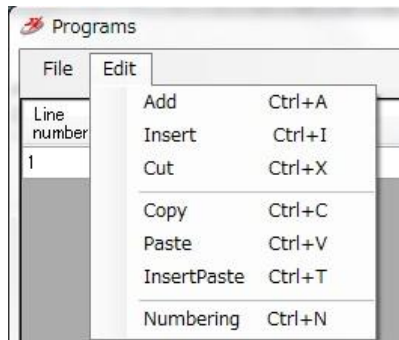 Programs
File Edit
Line
number
1
Add Ctrl+A
Insert Ctrl+I
Cut Ctrl+X
Copy Ctrl+C
Paste Ctrl+V
InsertPaste Ctrl+T
Numbering Ctrl+N